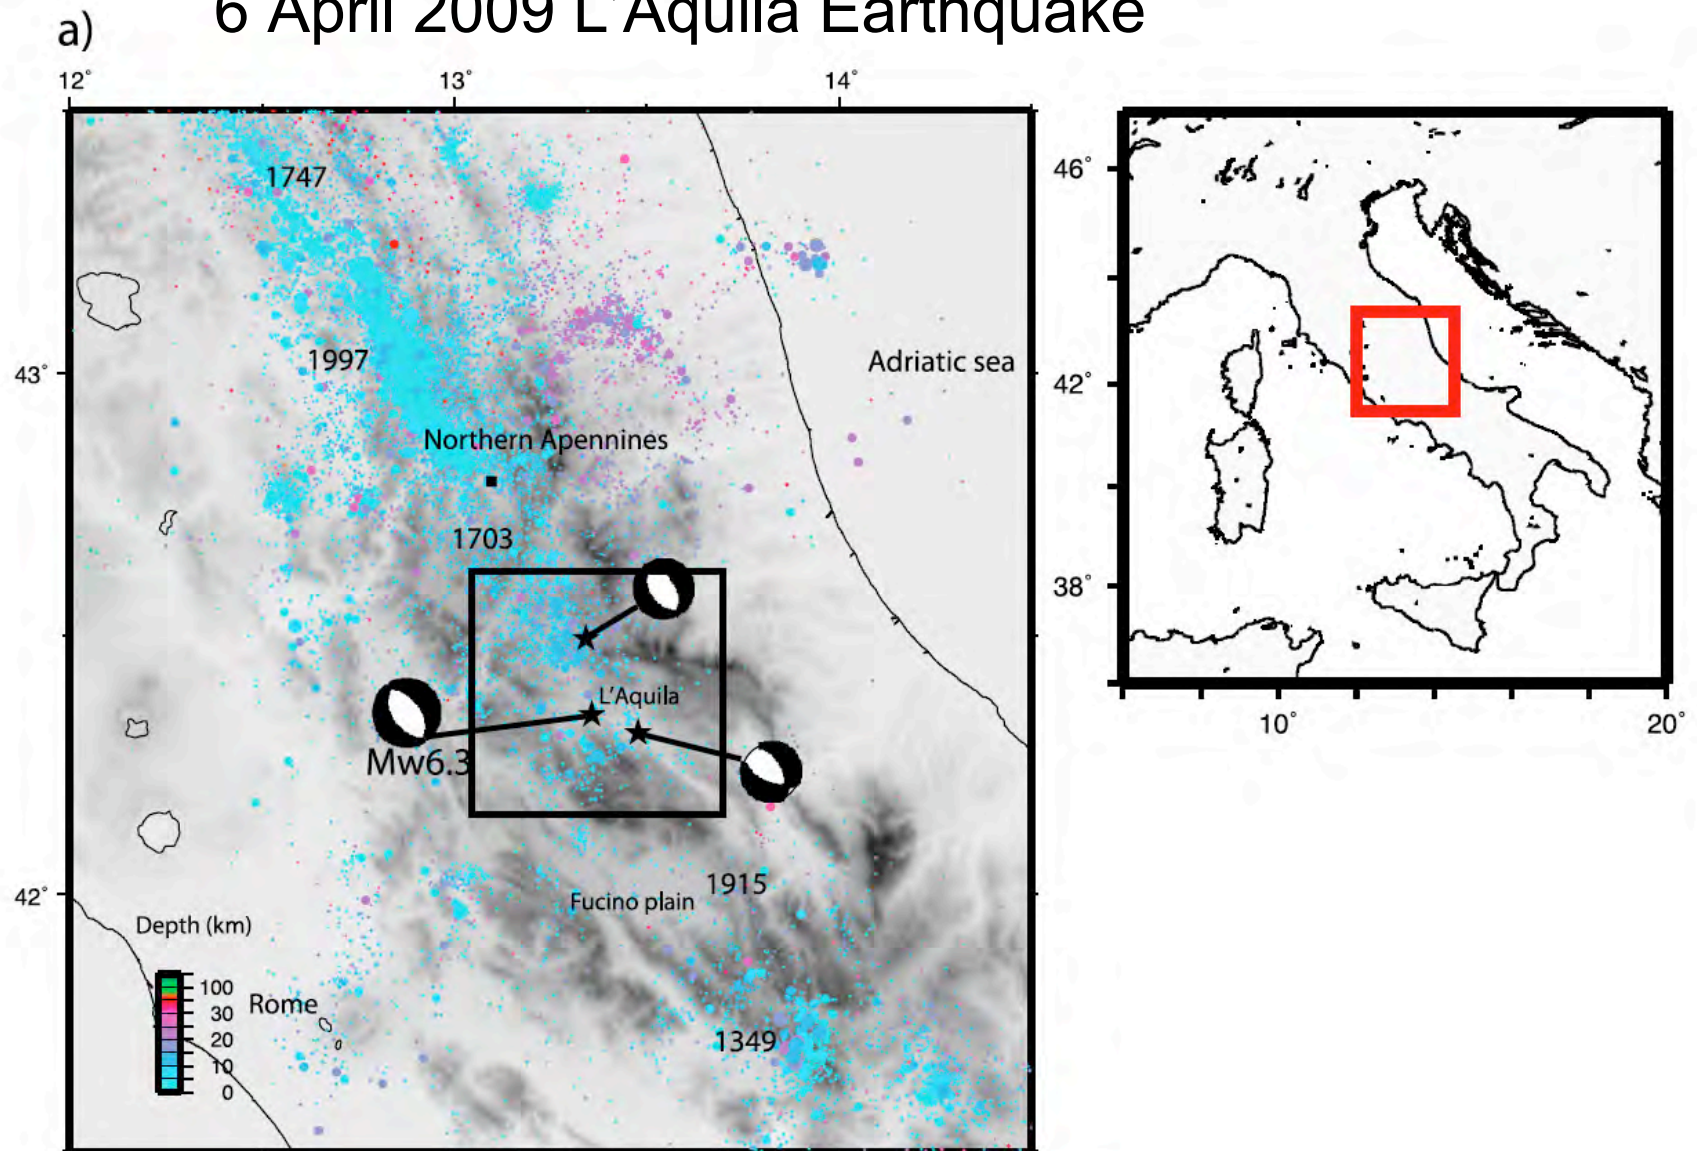 6 April 2009 L'Aquila Earthquake
a)
12°
13°
14°
1747
46°
Adriatic sea
1997
43°
42°
Northern Apennines
1703
38°
L'Aquila
Mw6.3
10°
20°
1915
42°
Fucino plain
Depth (km)
100
Rome
30
20
1349
10
0